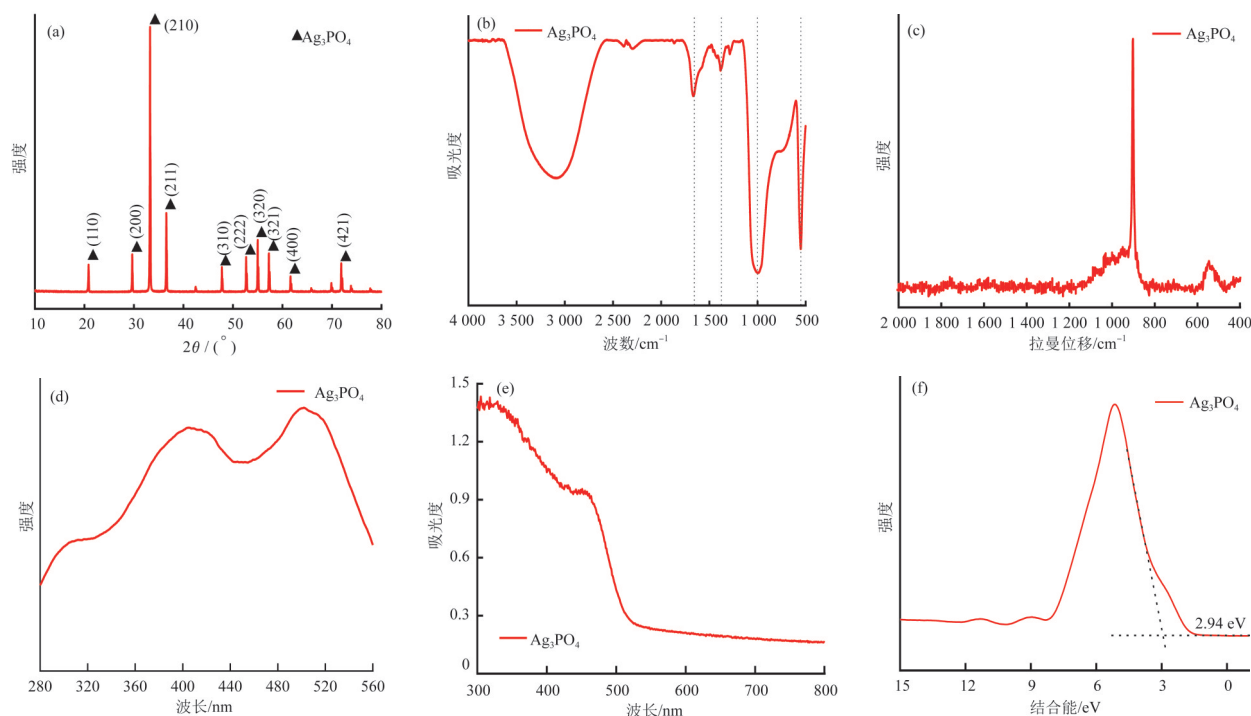 (a)
(210)
▲Ag₃PO₄
(110)
(200)
(211)
(310)
(222)
(320)
(321)
(400)
(421)
强度
10 20 30 40 50 60 70 80
2θ / (°)
(b)
Ag₃PO₄
吸光度
4 000 3 500 3 000 2 500 2 000 1 500 1 000 500
波数/cm⁻¹
(c)
Ag₃PO₄
强度
2 000 1 800 1 600 1 400 1 200 1 000 800 600 400
拉曼位移/cm⁻¹
(d)
Ag₃PO₄
强度
280 320 360 400 440 480 520 560
波长/nm
(e)
1.5
1.2
0.9
0.6
0.3
0
吸光度
Ag₃PO₄
300 400 500 600 700 800
波长/nm
(f)
Ag₃PO₄
强度
2.94 eV
15 12 9 6 3 0
结合能/eV